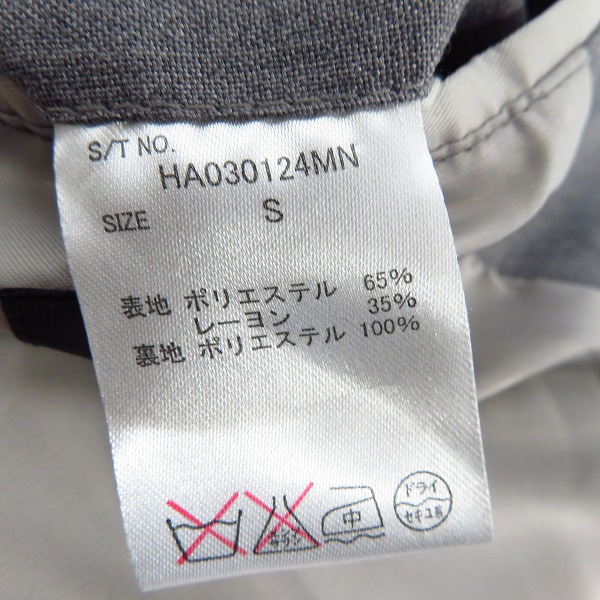 S/T NO.
HA030124MN
SIZE S
表地 ポリエステル 65%
レーヨン 35%
裏地 ポリエステル 100%
中
ドライ
セキユ系